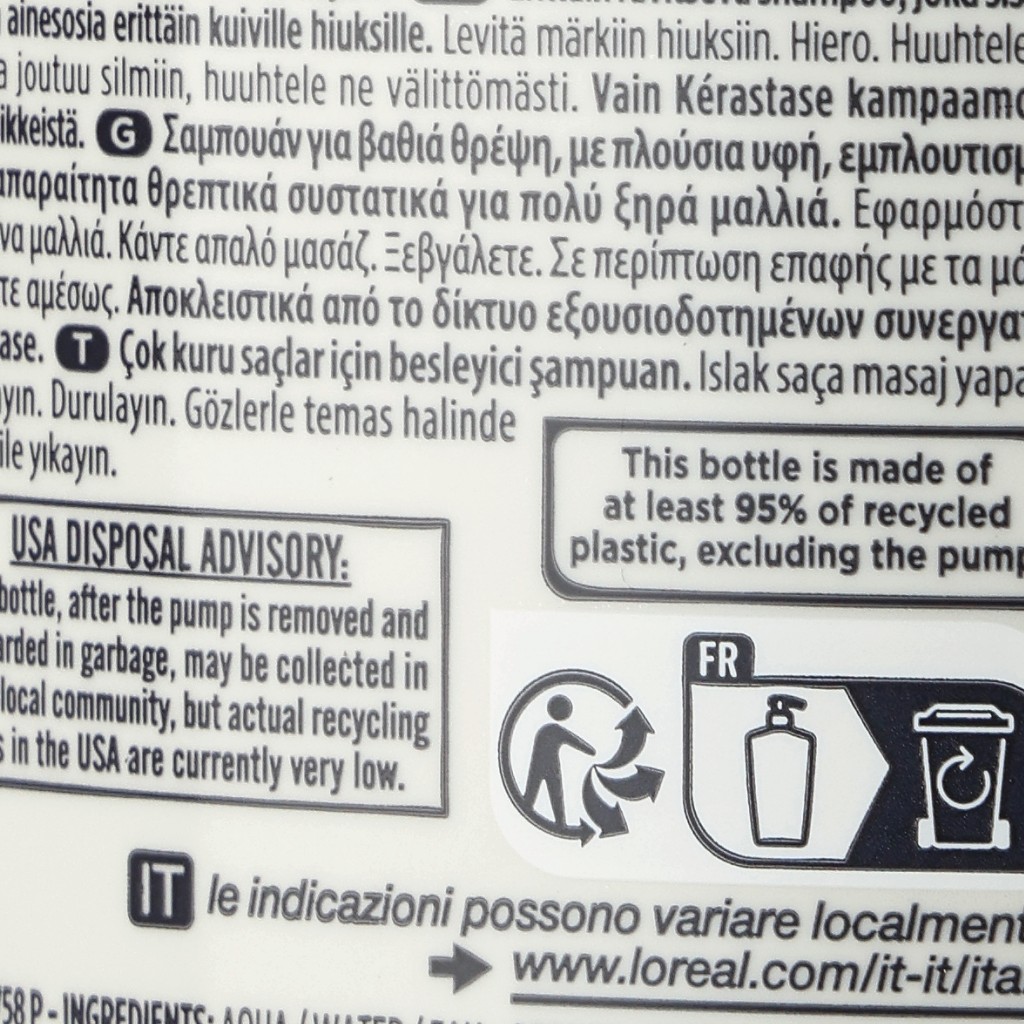 ainesosia erittäin kuiville hiuksille. Levitä märkiin hiuksiin. Hiero. Huuhtele
joutuu silmiin, huuhtele ne välittömästi. Vain Kérastase kampaamo
ikkeistä. G Σαμπουάν για βαθιά θρέψη, με πλούσια υφή, εμπλουτισμ
απαραίτητα θρεπτικά συστατικά για πολύ ξηρά μαλλιά. Εφαρμόστ
να μαλλιά. Κάντε απαλό μασάζ. Ξεβγάλετε. Σε περίπτωση επαφής με τα μά
τε αμέσως. Αποκλειστικά από το δίκτυο εξουσιοδοτημένων συνεργατ
ase. T Çok kuru saçlar için besleyici şampuan. Islak saça masaj yapa
yın. Durulayın. Gözlerle temas halinde
ile yıkayın.
This bottle is made of
at least 95% of recycled
plastic, excluding the pump
USA DISPOSAL ADVISORY:
bottle, after the pump is removed and
arded in garbage, may be collected in
local community, but actual recycling
s in the USA are currently very low.
FR
IT le indicazioni possono variare localment
www.loreal.com/it-it/ita
58 P - INGREDIENTS: AQUA / WATER /